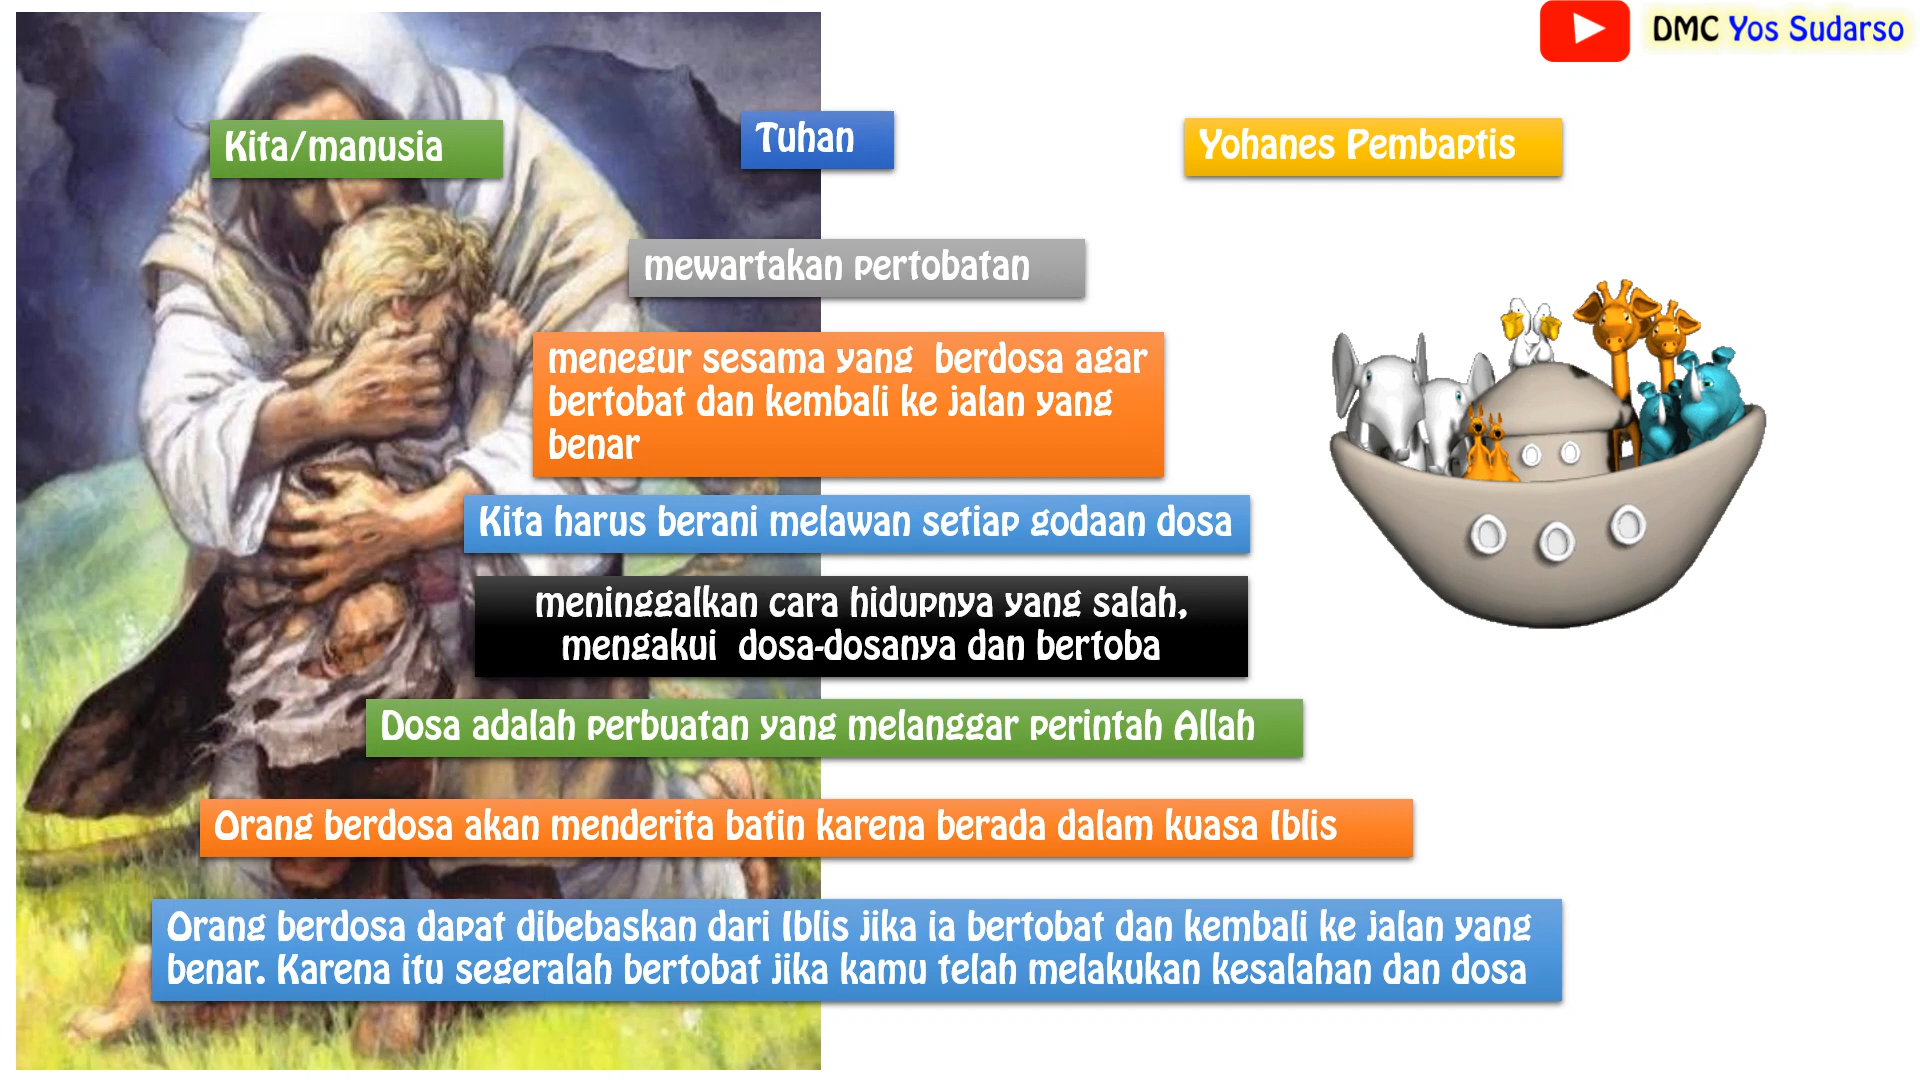 DMC Yos Sudarso
Kita/manusia
Tuhan
Yohanes Pembaptis
mewartakan pertobatan
menegur sesama yang berdosa agar
bertobat dan kembali ke jalan yang
benar
Kita harus berani melawan setiap godaan dosa
meninggalkan cara hidupnya yang salah,
mengakui dosa-dosanya dan bertoba
Dosa adalah perbuatan yang melanggar perintah Allah
Orang berdosa akan menderita batin karena berada dalam kuasa Iblis
Orang berdosa dapat dibebaskan dari Iblis jika ia bertobat dan kembali ke jalan yang
benar. Karena itu segeralah bertobat jika kamu telah melakukan kesalahan dan dosa